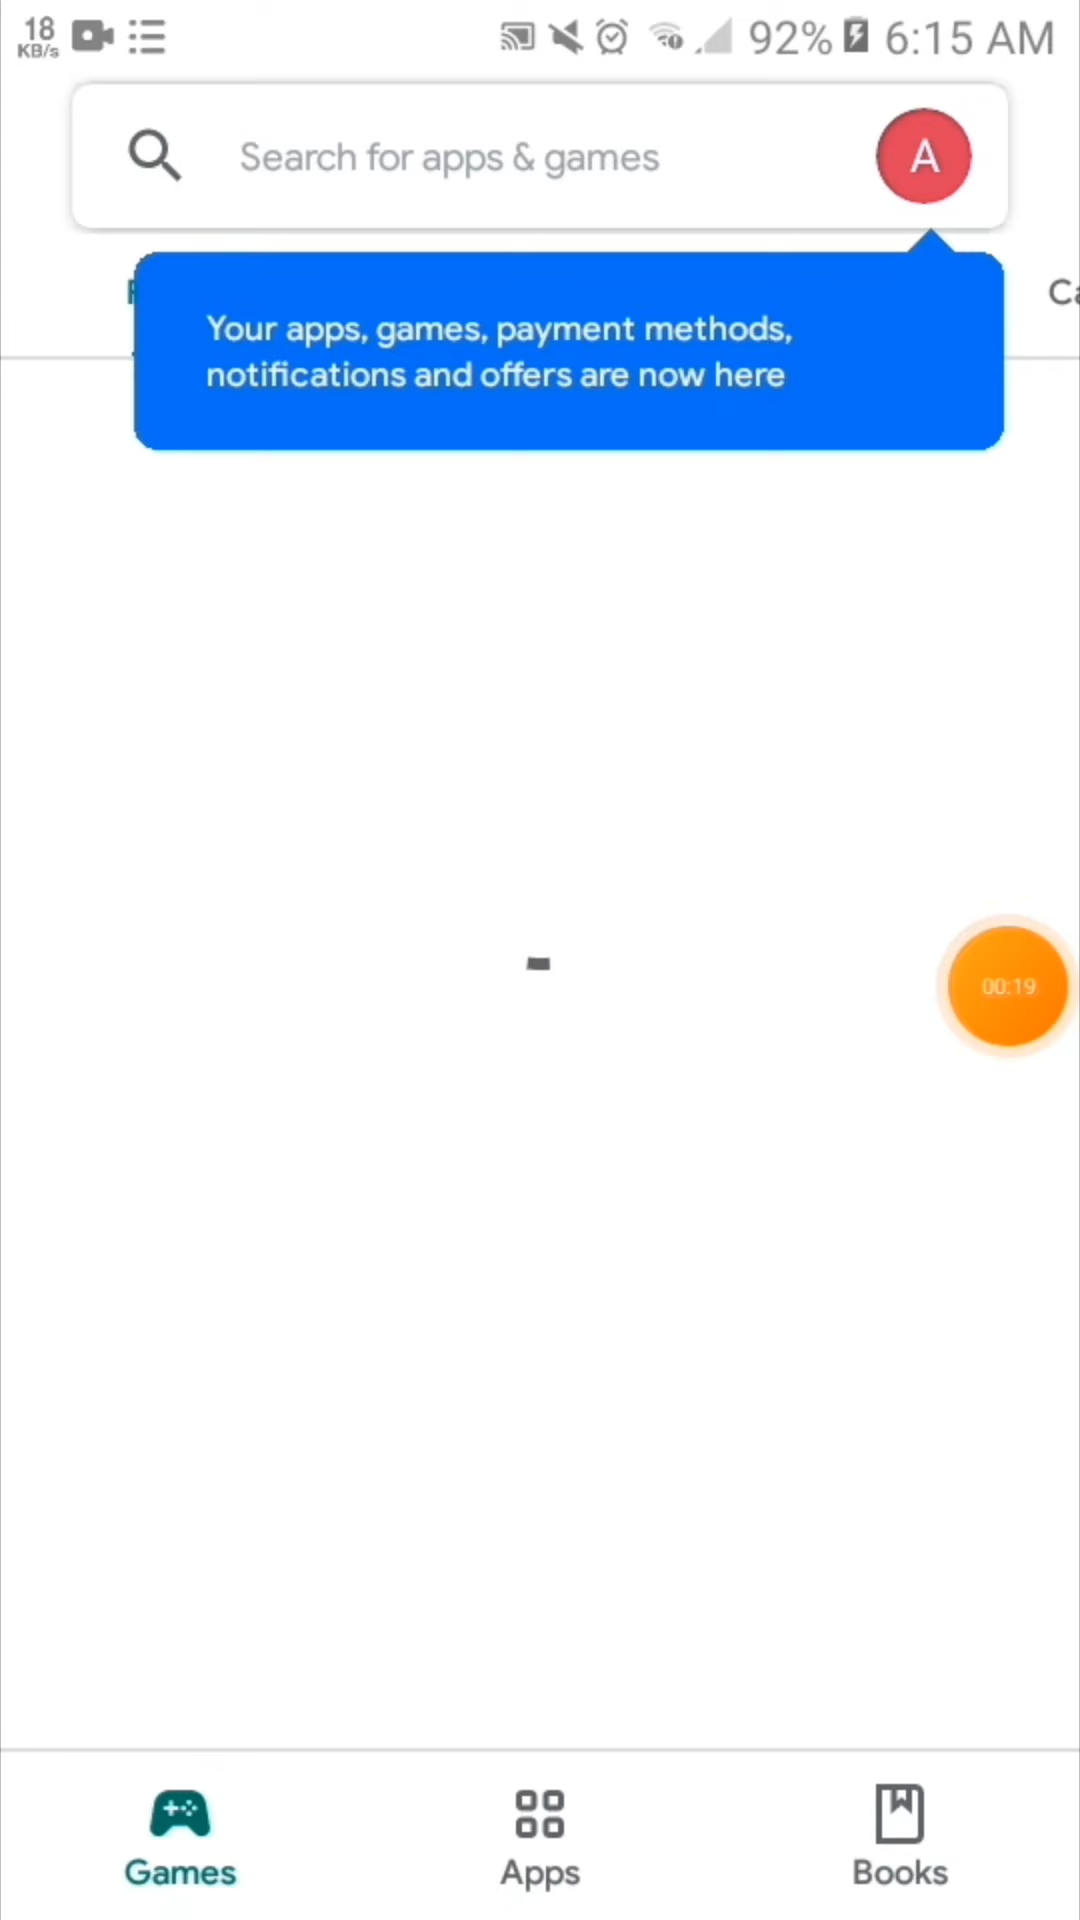 18
KB/s
92%
6:15 AM
Search for apps & games
A
Your apps, games, payment methods,
notifications and offers are now here
00:19
Games
Apps
Books